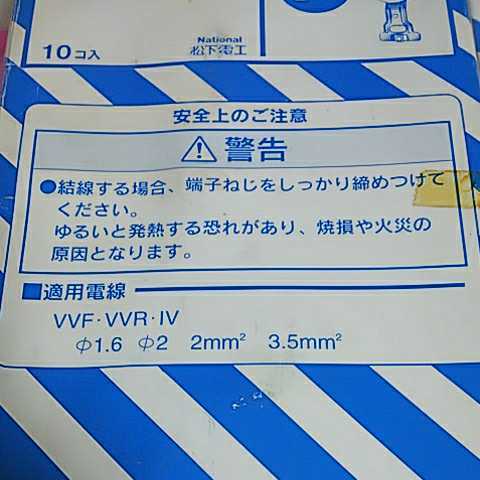 10コ入
National
松下電工
安全上のご注意
警告
●結線する場合、端子ねじをしっかり締めつけて
ください。
ゆるいと発熱する恐れがあり、焼損や火災の
原因となります。
■適用電線
VVF・VVR・IV
φ1.6 φ2 2mm² 3.5mm²